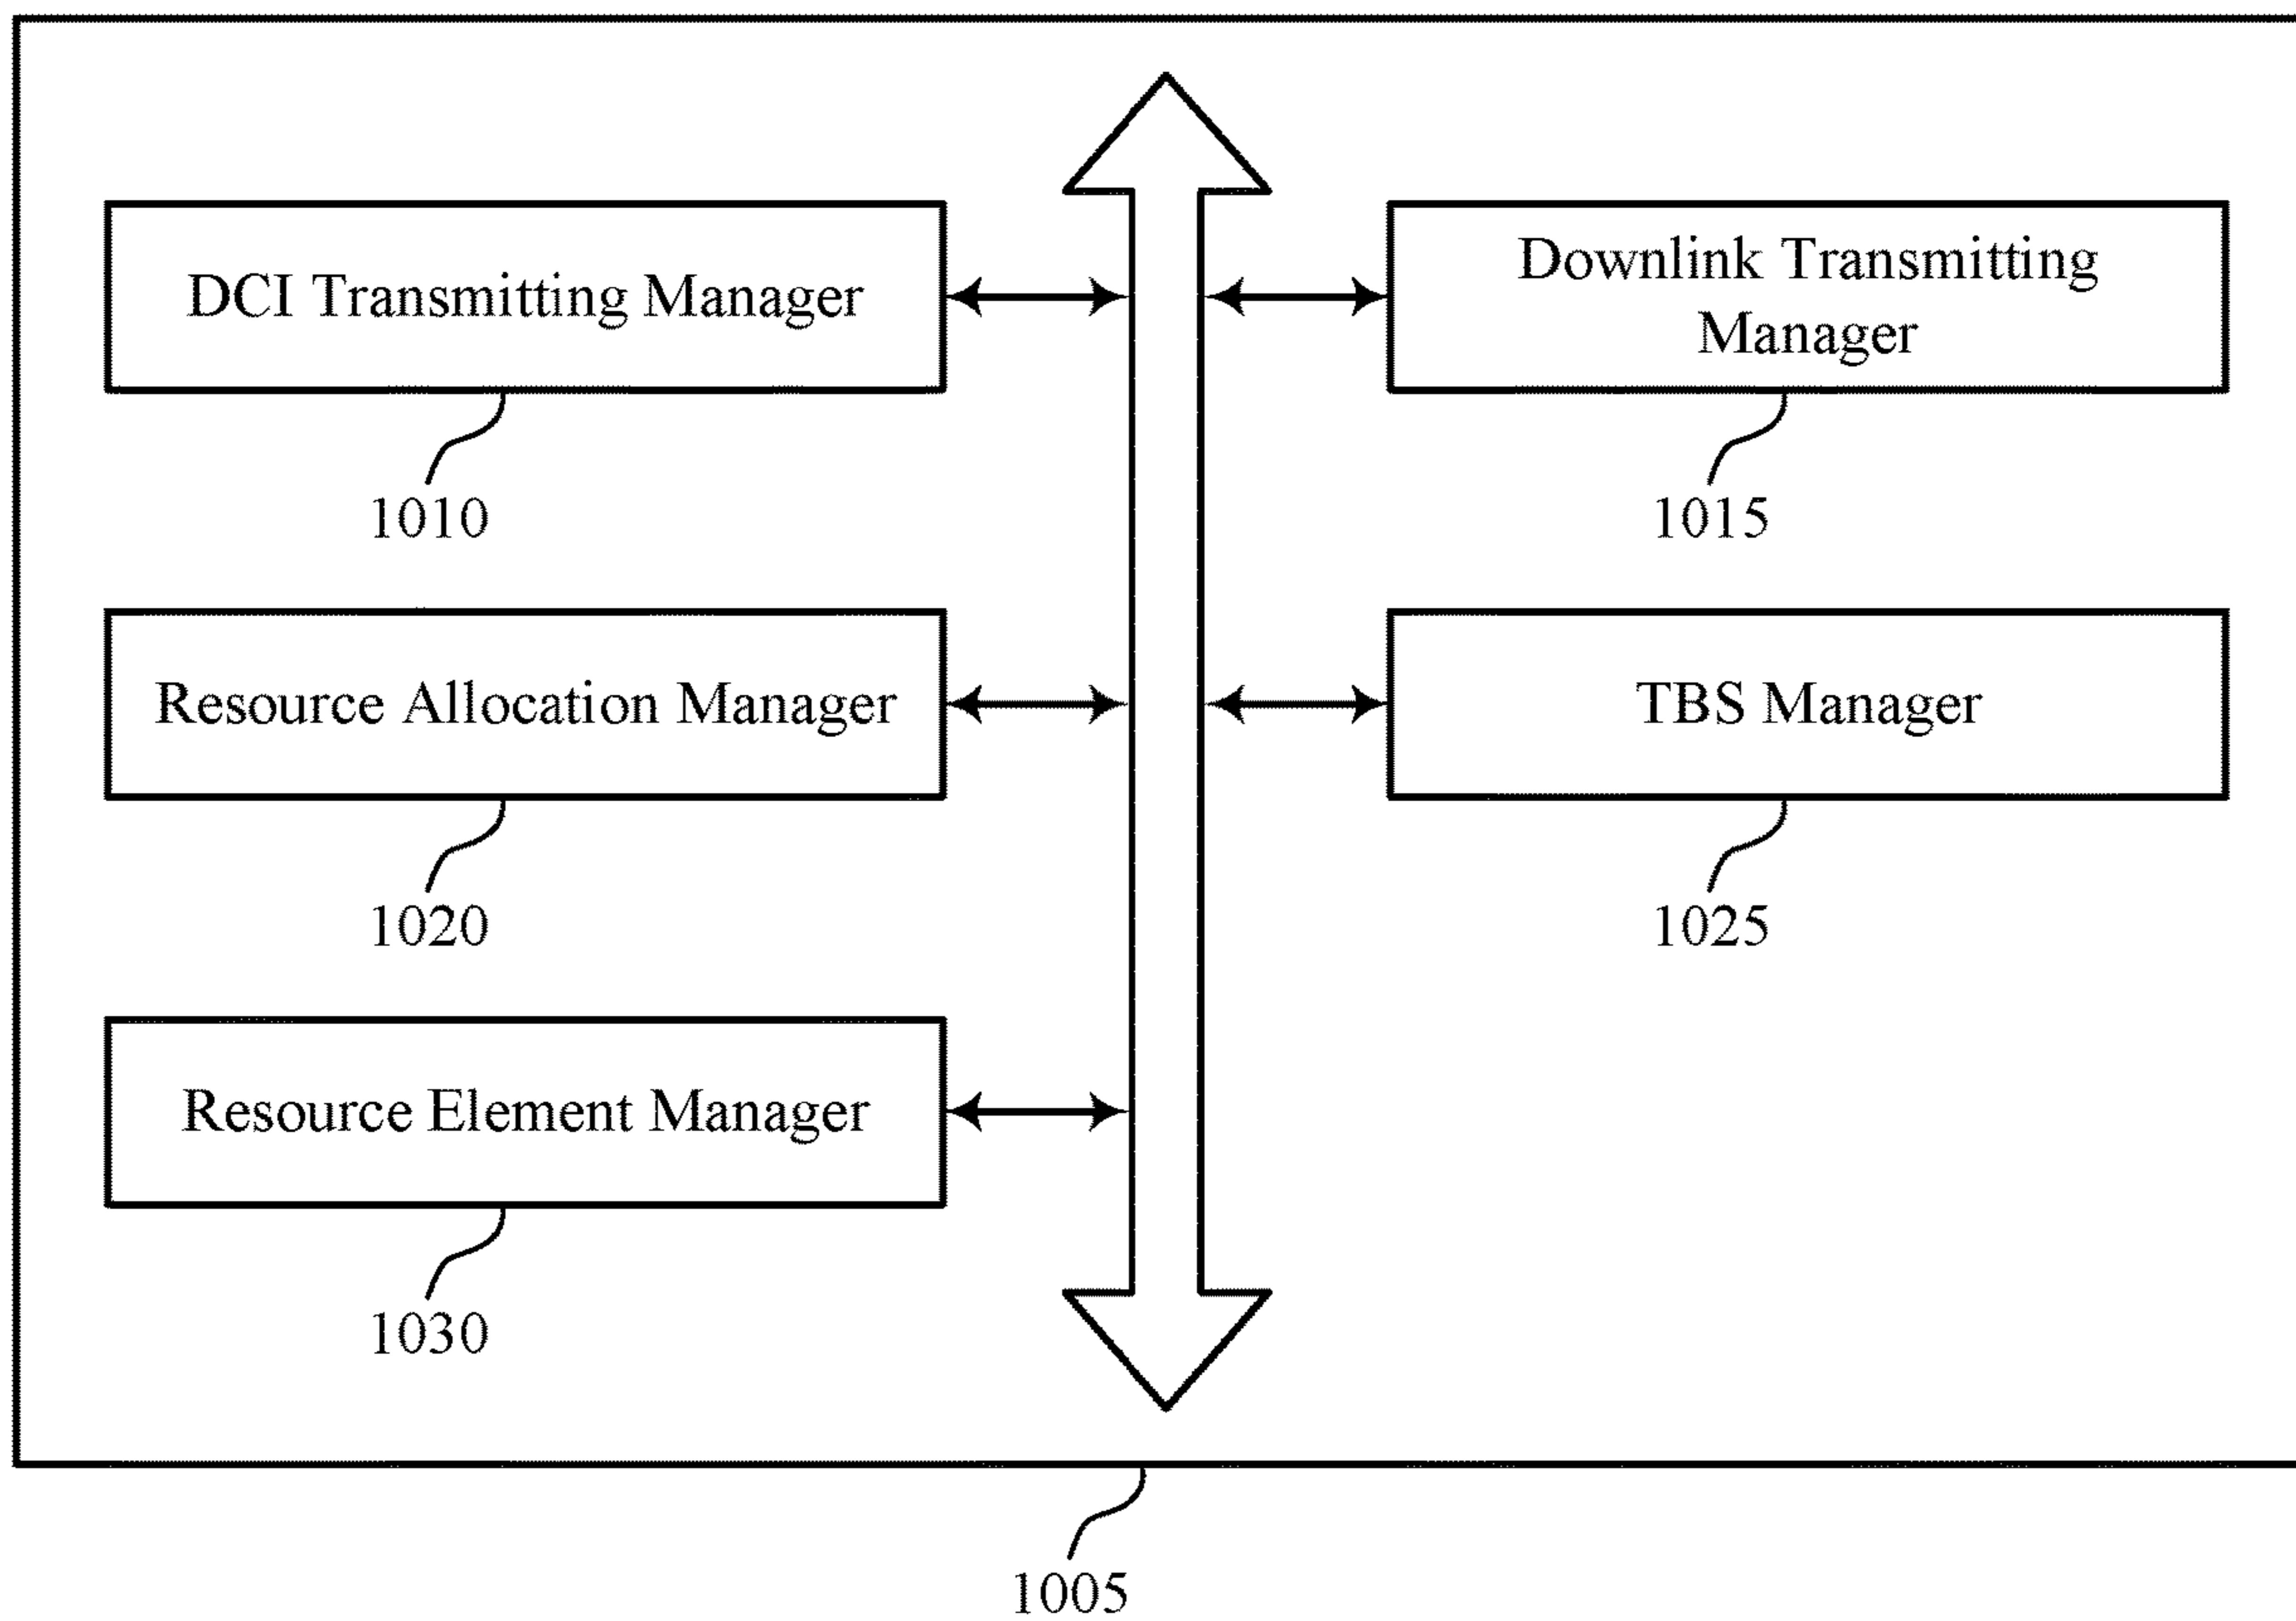 DCI Transmitting Manager
1010
Downlink Transmitting
Manager
1015
Resource Allocation Manager
1020
TBS Manager
1025
Resource Element Manager
1030
1005